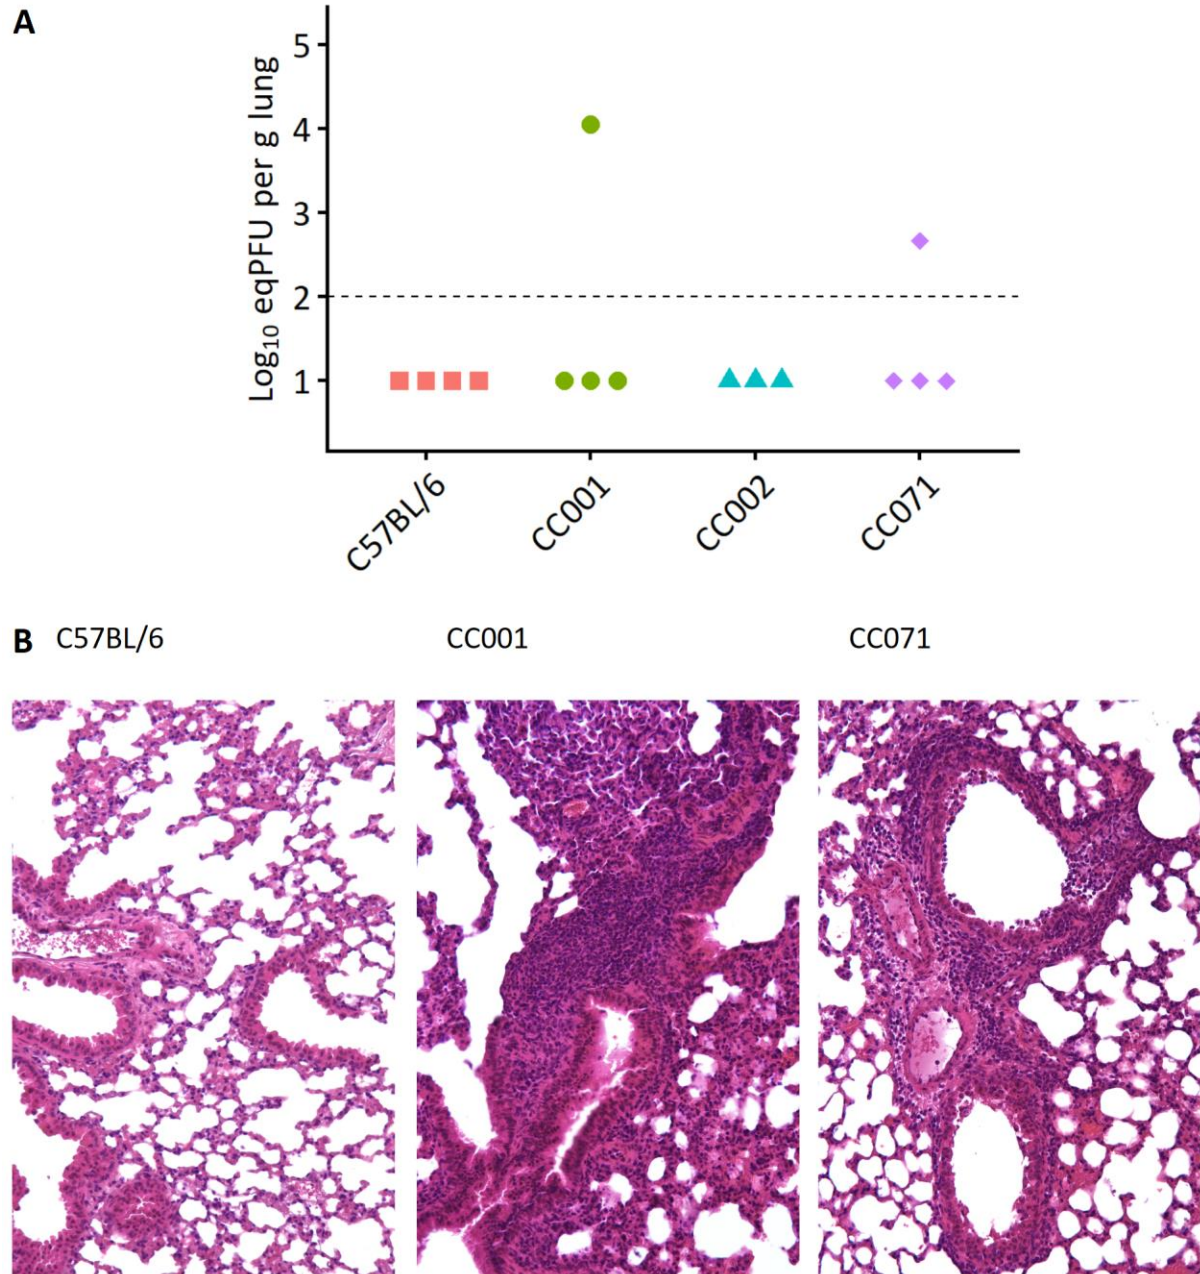 A
Log₁₀ eqPFU per g lung
5
4
3
2
1
C57BL/6
CC001
CC002
CC071
B C57BL/6 CC001 CC071